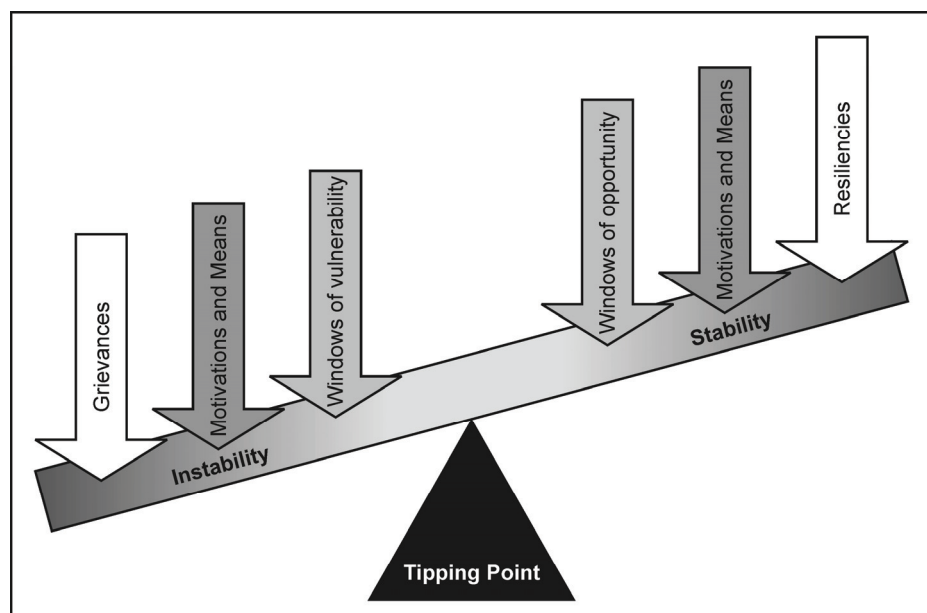 Grievances
Motivations and Means
Windows of vulnerability
Windows of opportunity
Motivations and Means
Resiliencies
Instability
Stability
Tipping Point